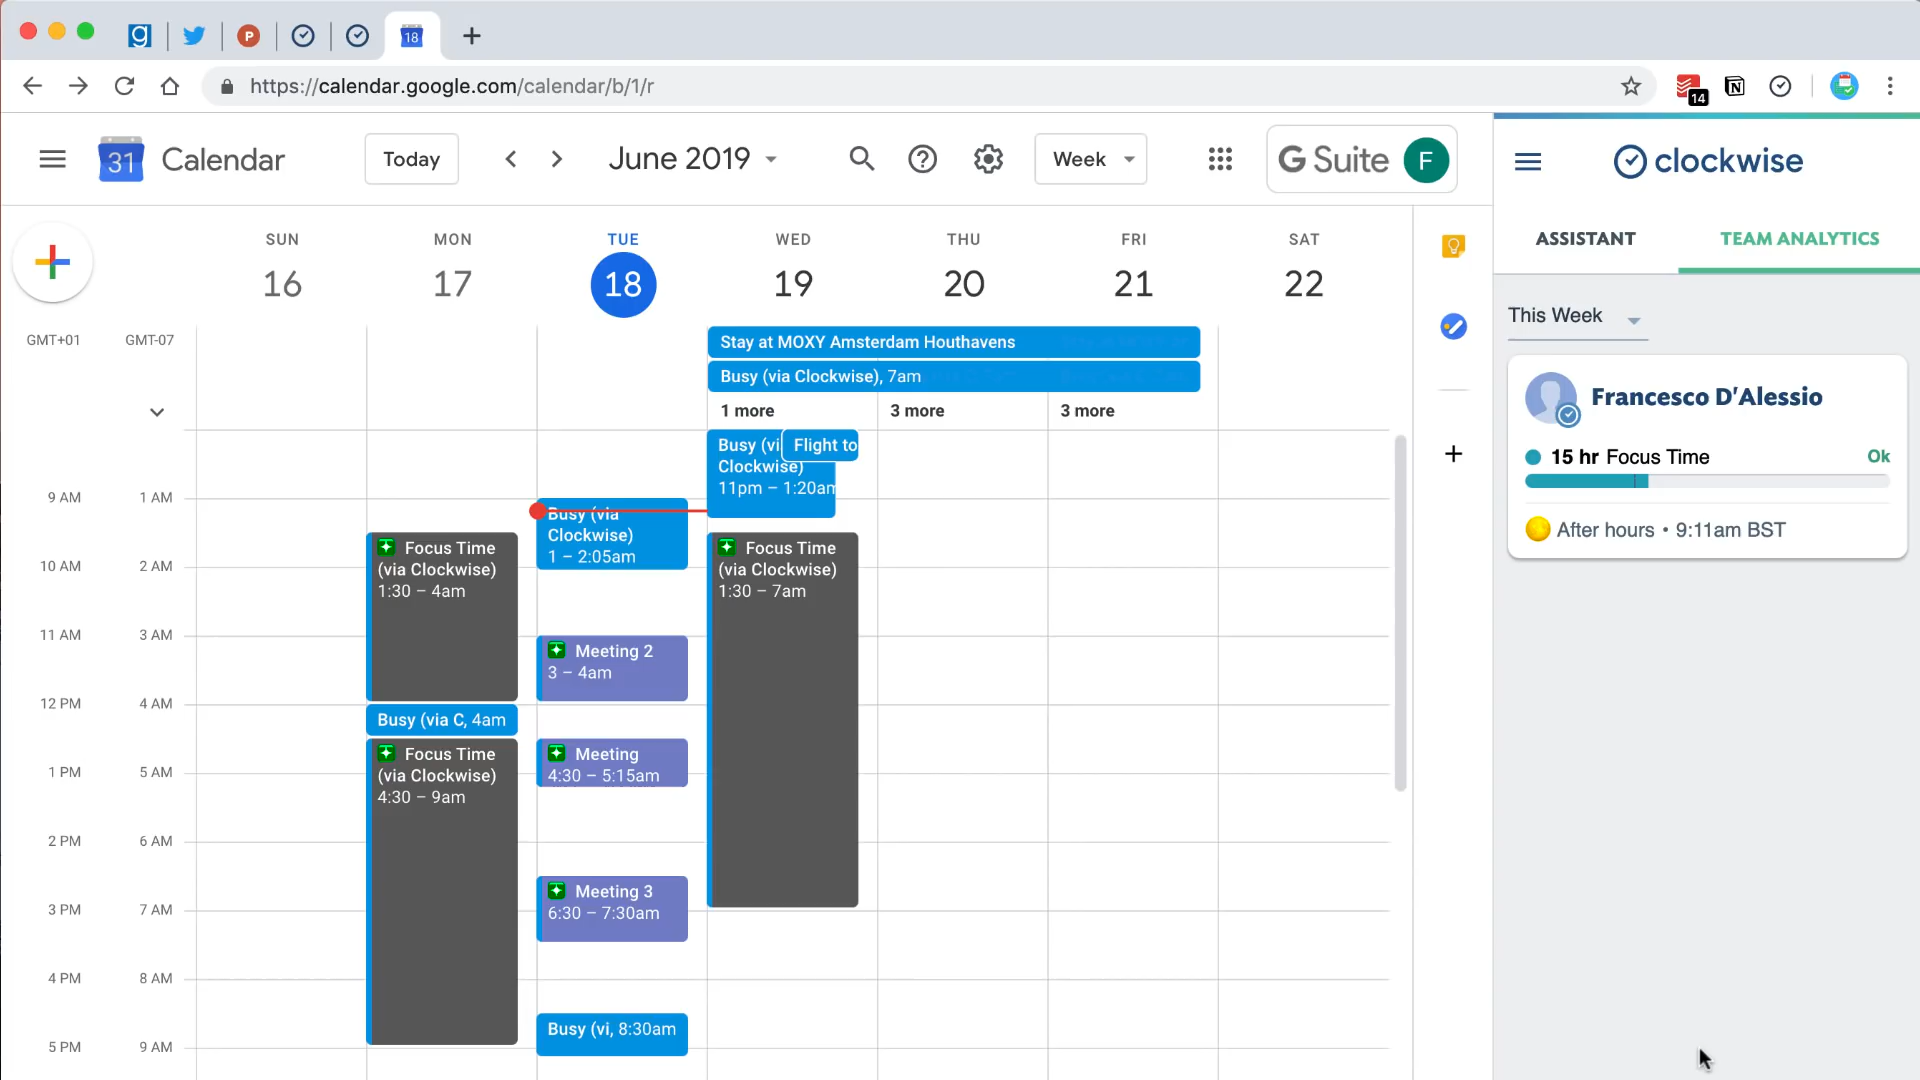 18
https://calendar.google.com/calendar/b/1/r
14
31 Calendar
Today
June 2019
Week
G Suite
F
clockwise
ASSISTANT
TEAM ANALYTICS
SUN
MON
TUE
WED
THU
FRI
SAT
16
17
18
19
20
21
22
GMT+01
GMT-07
Stay at MOXY Amsterdam Houthavens
Busy (via Clockwise), 7am
1 more
3 more
3 more
This Week
Francesco D'Alessio
15 hr Focus Time
Ok
After hours • 9:11am BST
9 AM
10 AM
11 AM
12 PM
1 PM
2 PM
3 PM
4 PM
5 PM
1 AM
2 AM
3 AM
4 AM
5 AM
6 AM
7 AM
8 AM
9 AM
Focus Time
(via Clockwise)
1:30 – 4am
Busy (via C, 4am
Focus Time
(via Clockwise)
4:30 – 9am
Busy (via
Clockwise)
1 – 2:05am
Meeting 2
3 – 4am
Meeting
4:30 – 5:15am
Meeting 3
6:30 – 7:30am
Busy (vi, 8:30am
Busy (vi
Clockwise)
11pm – 1:20am
Flight to
Focus Time
(via Clockwise)
1:30 – 7am